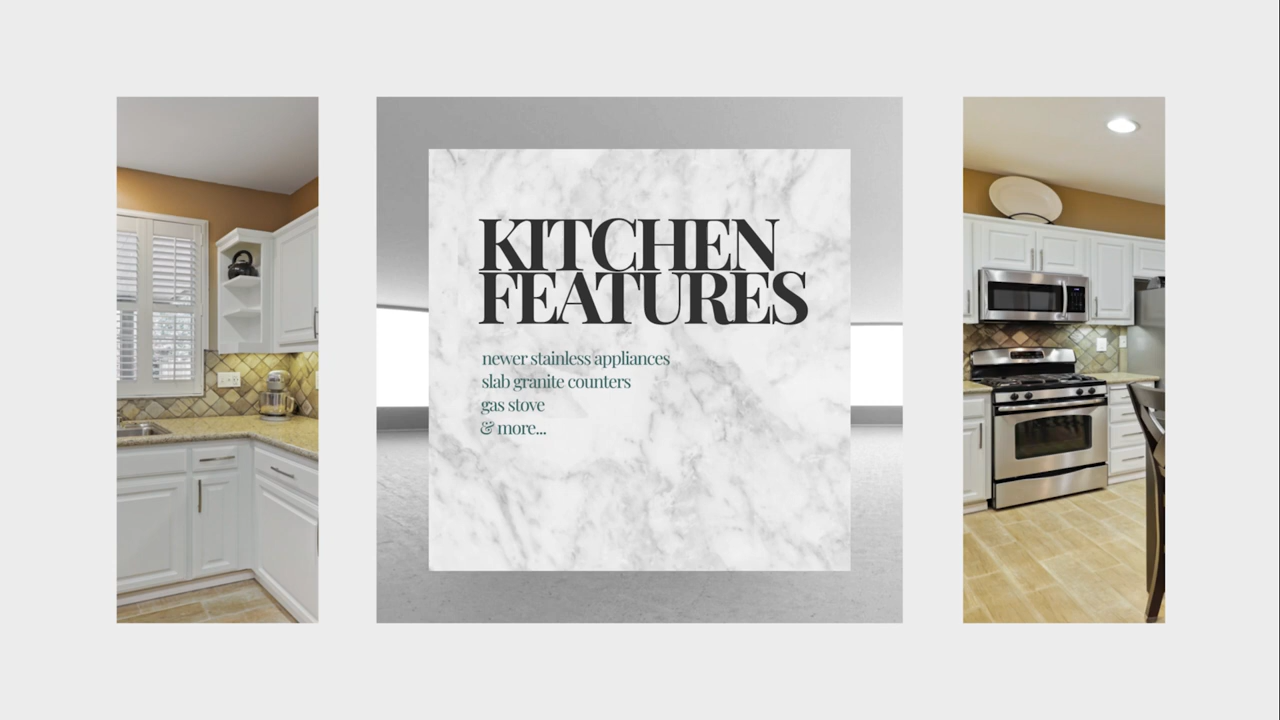 KITCHEN
FEATURES
newer stainless appliances
slab granite counters
gas stove
& more...